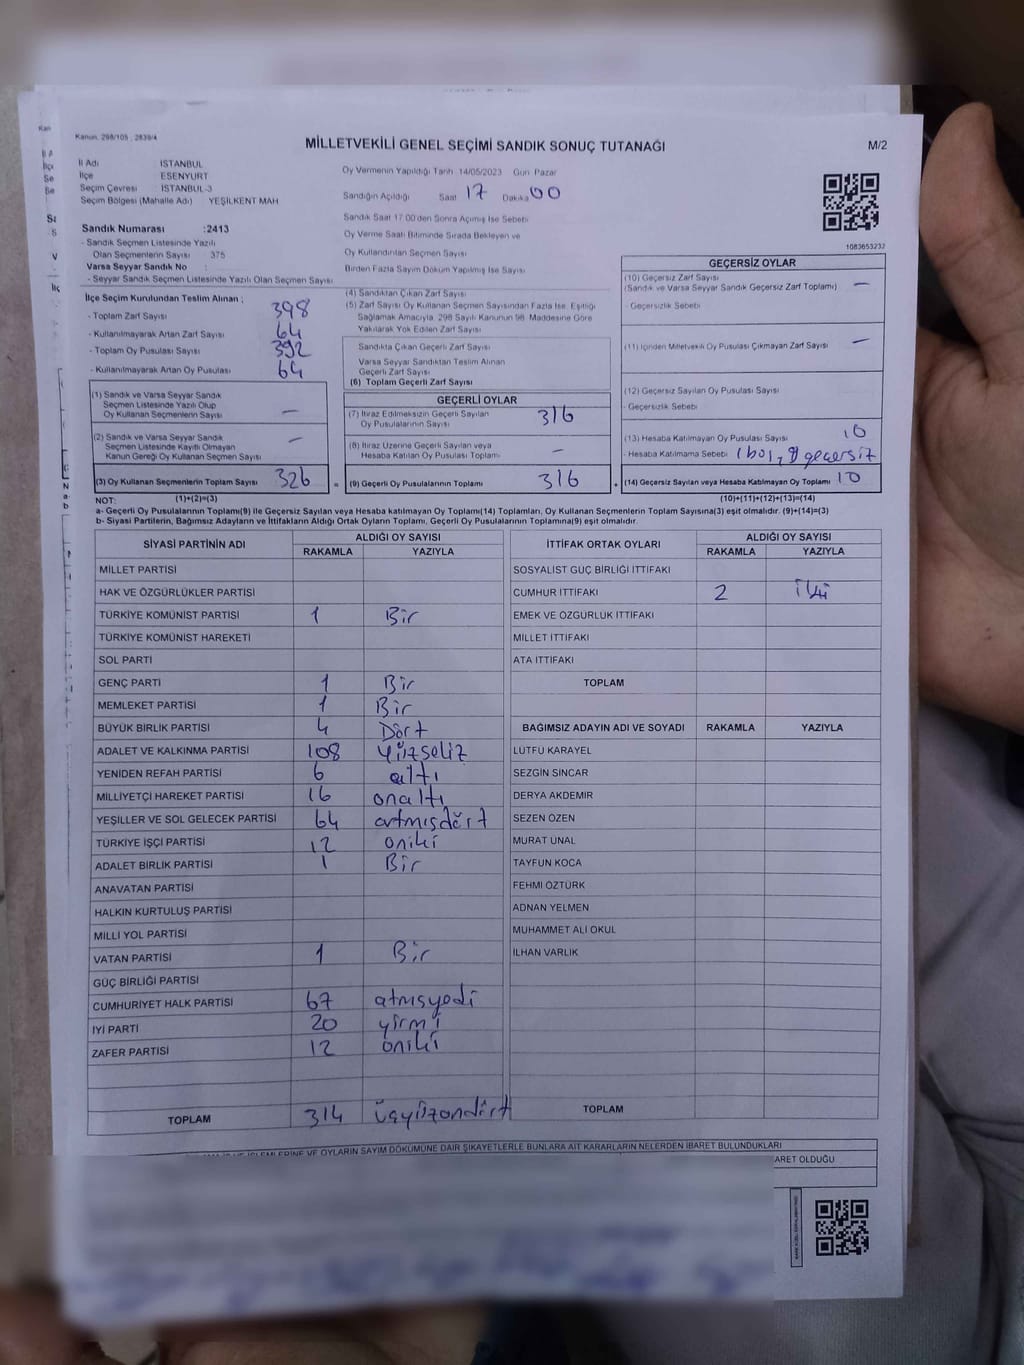 Kanun, 298/105 , 2839/4
MİLLETVEKİLİ GENEL SEÇİMİ SANDIK SONUÇ TUTANAĞI
M/2
İl Adı İSTANBUL
İlçe ESENYURT
Seçim Çevresi İSTANBUL-3
Seçim Bölgesi (Mahalle Adı) YEŞİLKENT MAH
Oy Vermenin Yapıldığı Tarih 14/05/2023 Gün Pazar
Sandığın Açıldığı Saat 17 Dakika 00
Sandık Saat 17 00'den Sonra Açılmış İse Sebebi
Oy Verme Saati Bitiminde Sırada Bekleyen ve
Oy Kullandırılan Seçmen Sayısı
Birden Fazla Sayım Döküm Yapılmış İse Sayısı
Sandık Numarası :2413
- Sandık Seçmen Listesinde Yazılı
Olan Seçmenlerin Sayısı 375
Varsa Seyyar Sandık No :
- Seyyar Sandık Seçmen Listesinde Yazılı Olan Seçmen Sayısı
1083653232
İlçe Seçim Kurulundan Teslim Alınan ;
- Toplam Zarf Sayısı 398
- Kullanılmayarak Artan Zarf Sayısı 64
- Toplam Oy Pusulası Sayısı 392
- Kullanılmayarak Artan Oy Pusulası 64
(1) Sandık ve Varsa Seyyar Sandık
Seçmen Listesinde Yazılı Olup
Oy Kullanan Seçmenlerin Sayısı —
(2) Sandık ve Varsa Seyyar Sandık
Seçmen Listesinde Kayıtlı Olmayan
Kanun Gereği Oy Kullanan Seçmen Sayısı —
(3) Oy Kullanan Seçmenlerin Toplam Sayısı 326 =
(4) Sandıktan Çıkan Zarf Sayısı
(5) Zarf Sayısı Oy Kullanan Seçmen Sayısından Fazla İse, Eşitliği
Sağlamak Amacıyla, 298 Sayılı Kanunun 98. Maddesine Göre
Yakılarak Yok Edilen Zarf Sayısı
Sandıkta Çıkan Geçerli Zarf Sayısı
Varsa Seyyar Sandıktan Teslim Alınan
Geçerli Zarf Sayısı
(6) Toplam Geçerli Zarf Sayısı
GEÇERLİ OYLAR
(7) İtiraz Edilmeksizin Geçerli Sayılan
Oy Pusulalarının Sayısı 316
(8) İtiraz Üzerine Geçerli Sayılan veya
Hesaba Katılan Oy Pusulası Toplamı —
(9) Geçerli Oy Pusulalarının Toplamı 316 +
GEÇERSİZ OYLAR
(10) Geçersiz Zarf Sayısı
(Sandık ve Varsa Seyyar Sandık Geçersiz Zarf Toplamı) —
- Geçersizlik Sebebi
(11) İçinden Milletvekili Oy Pusulası Çıkmayan Zarf Sayısı —
(12) Geçersiz Sayılan Oy Pusulası Sayısı
- Geçersizlik Sebebi
(13) Hesaba Katılmayan Oy Pusulası Sayısı 10
- Hesaba Katılmama Sebebi 1 boş, 9 geçersiz
(14) Geçersiz Sayılan veya Hesaba Katılmayan Oy Toplamı 10
NOT: (1)+(2)=(3) (10)+(11)+(12)+(13)=(14)
a- Geçerli Oy Pusulalarının Toplamı(9) ile Geçersiz Sayılan veya Hesaba katılmayan Oy Toplamı(14) Toplamları, Oy Kullanan Seçmenlerin Toplam Sayısına(3) eşit olmalıdır. (9)+(14)=(3)
b- Siyasi Partilerin, Bağımsız Adayların ve İttifakların Aldığı Ortak Oyların Toplamı, Geçerli Oy Pusulalarının Toplamına(9) eşit olmalıdır.
SİYASİ PARTİNİN ADI ALDIĞI OY SAYISI
RAKAMLA YAZIYLA
MİLLET PARTİSİ
HAK VE ÖZGÜRLÜKLER PARTİSİ
TÜRKİYE KOMÜNİST PARTİSİ 1 Bir
TÜRKİYE KOMÜNİST HAREKETİ
SOL PARTİ
GENÇ PARTİ 1 Bir
MEMLEKET PARTİSİ 1 Bir
BÜYÜK BİRLİK PARTİSİ 4 Dört
ADALET VE KALKINMA PARTİSİ 108 yüzseliz
YENİDEN REFAH PARTİSİ 6 altı
MİLLİYETÇİ HAREKET PARTİSİ 16 onaltı
YEŞİLLER VE SOL GELECEK PARTİSİ 64 artmışdört
TÜRKİYE İŞÇİ PARTİSİ 12 oniki
ADALET BİRLİK PARTİSİ 1 Bir
ANAVATAN PARTİSİ
HALKIN KURTULUŞ PARTİSİ
MİLLİ YOL PARTİSİ
VATAN PARTİSİ 1 Bir
GÜÇ BİRLİĞİ PARTİSİ
CUMHURİYET HALK PARTİSİ 67 atmışyedi
İYİ PARTİ 20 yirmi
ZAFER PARTİSİ 12 oniki
TOPLAM 314 üçyüzondört
İTTİFAK ORTAK OYLARI ALDIĞI OY SAYISI
RAKAMLA YAZIYLA
SOSYALİST GÜÇ BİRLİĞİ İTTİFAKI
CUMHUR İTTİFAKI 2 iki
EMEK VE ÖZGÜRLÜK İTTİFAKI
MİLLET İTTİFAKI
ATA İTTİFAKI
TOPLAM
BAĞIMSIZ ADAYIN ADI VE SOYADI RAKAMLA YAZIYLA
LÜTFÜ KARAYEL
SEZGİN SİNCAR
DERYA AKDEMİR
SEZEN ÖZEN
MURAT ÜNAL
TAYFUN KOCA
FEHMİ ÖZTÜRK
ADNAN YELMEN
MUHAMMET ALİ OKUL
İLHAN VARLIK
TOPLAM
VE OYLARIN SAYIM DÖKÜMÜNE DAİR ŞİKAYETLERLE BUNLARA AİT KARARLARIN NELERDEN İBARET BULUNDUKLARI
OLDUĞU